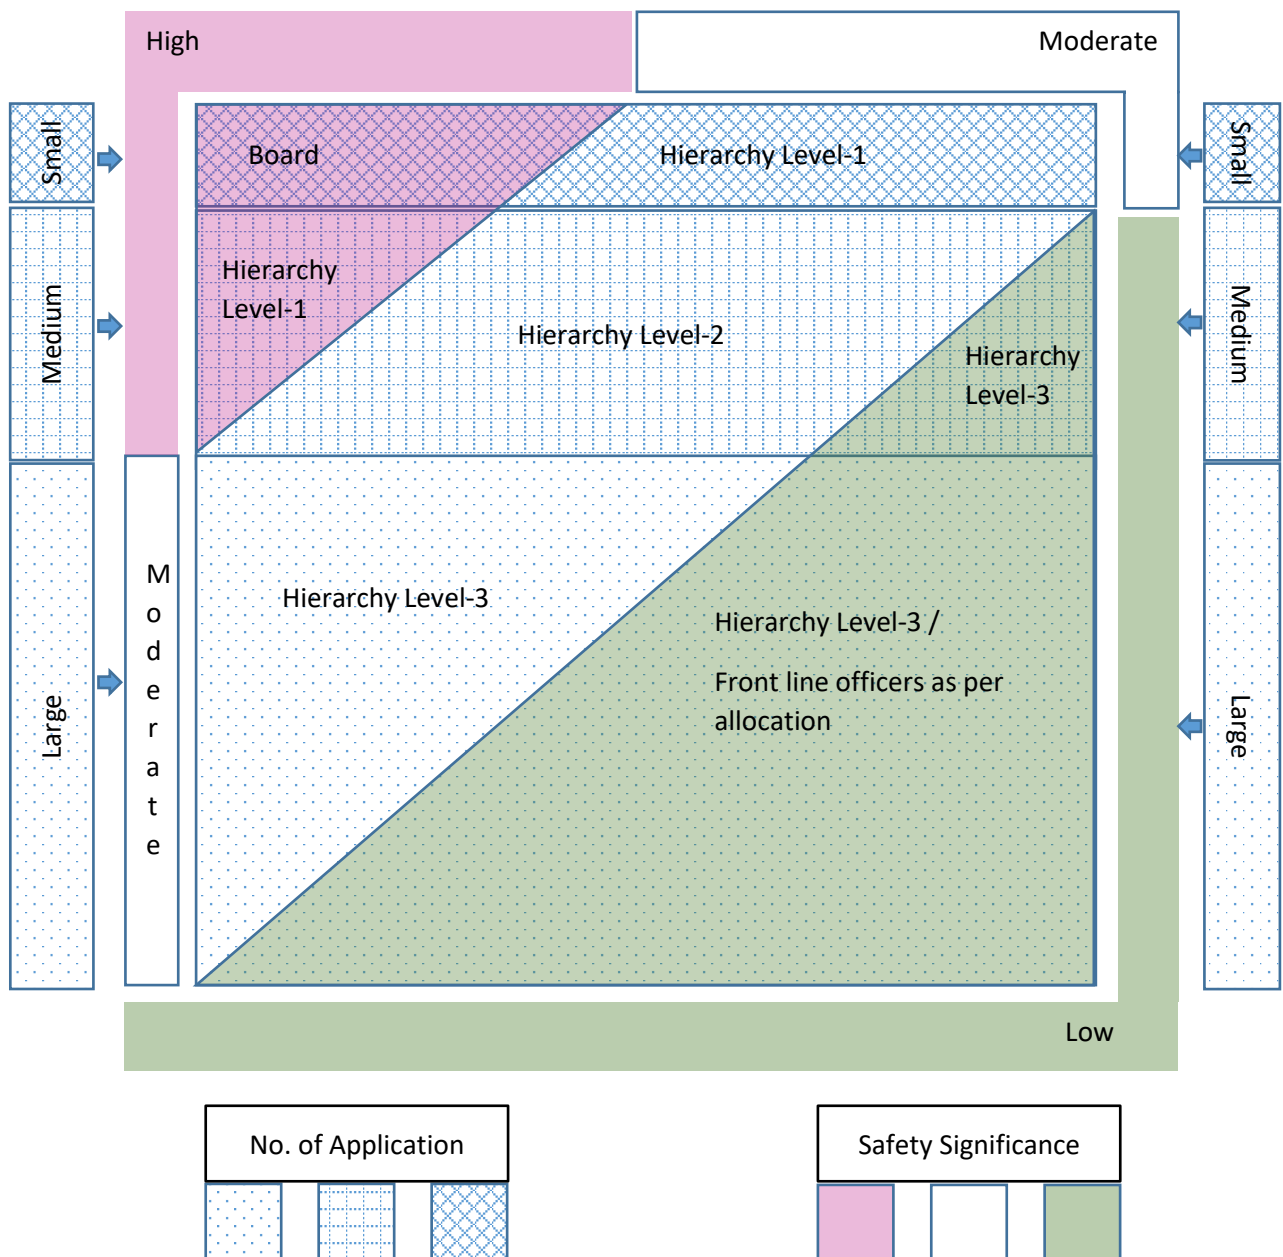 High
Moderate
Small
Board
Hierarchy Level-1
Small
Medium
Hierarchy
Level-1
Hierarchy Level-2
Hierarchy
Level-3
Medium
Large
Moderate
Hierarchy Level-3
Hierarchy Level-3 /
Front line officers as per
allocation
Large
Low
No. of Application
Safety Significance